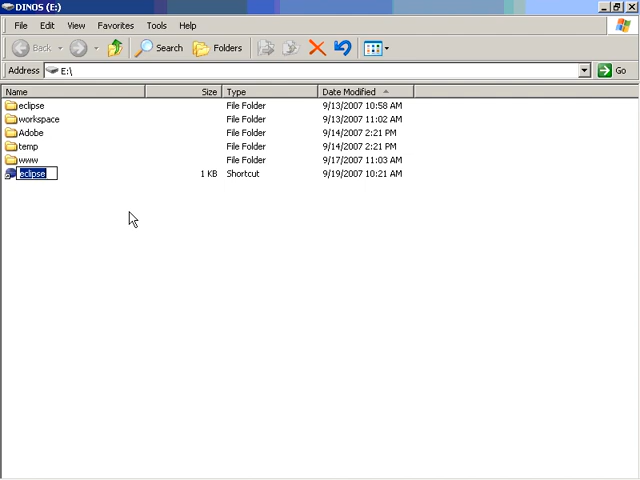 DINOS (E:)
File Edit View Favorites Tools Help
Back Search Folders
Address E:\ Go
Name Size Type Date Modified
eclipse File Folder 9/13/2007 10:58 AM
workspace File Folder 9/13/2007 11:02 AM
Adobe File Folder 9/14/2007 2:21 PM
temp File Folder 9/14/2007 2:21 PM
www File Folder 9/17/2007 11:03 AM
eclipse 1 KB Shortcut 9/19/2007 10:21 AM